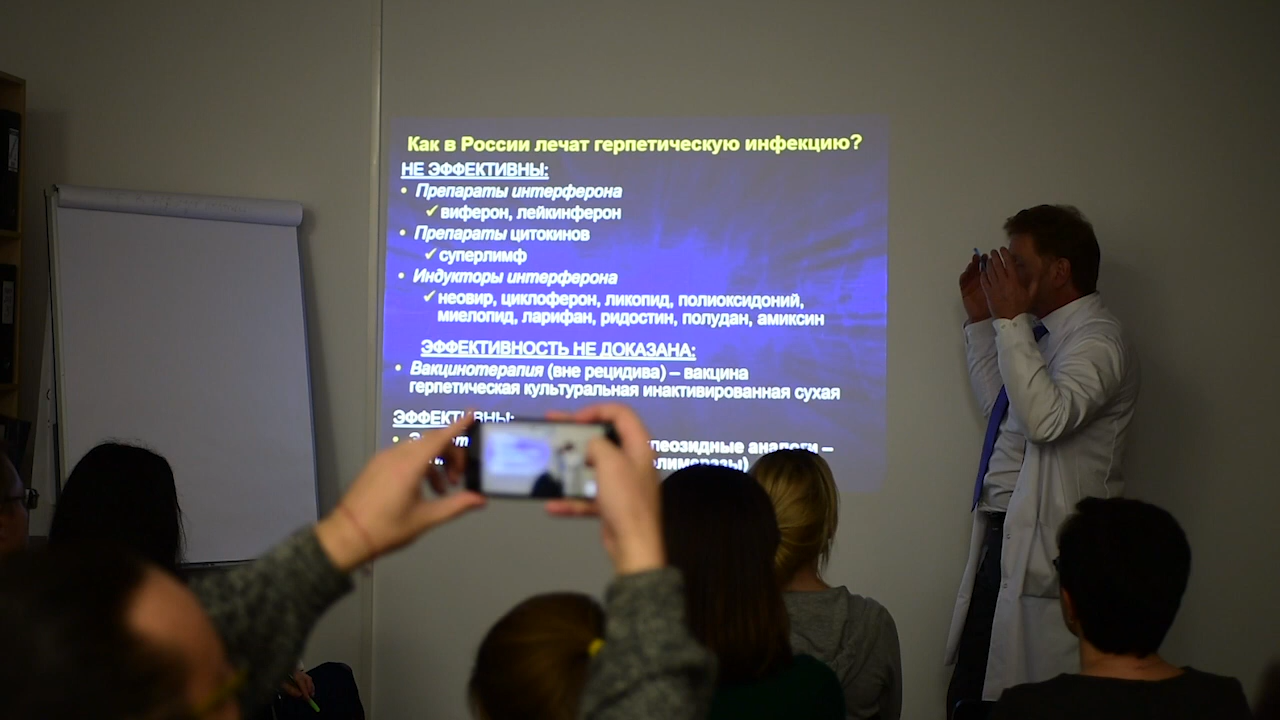 Как в России лечат герпетическую инфекцию?
НЕ ЭФФЕКТИВНЫ:
• Препараты интерферона
✓виферон, лейкинферон
• Препараты цитокинов
✓суперлимф
• Индукторы интерферона
✓неовир, циклоферон, ликопид, полиоксидоний,
миелопид, ларифан, ридостин, полудан, амиксин
ЭФФЕКТИВНОСТЬ НЕ ДОКАЗАНА:
• Вакцинотерапия (вне рецидива) – вакцина
герпетическая культуральная инактивированная сухая
ЭФФЕКТИВНЫ:
аналоги –